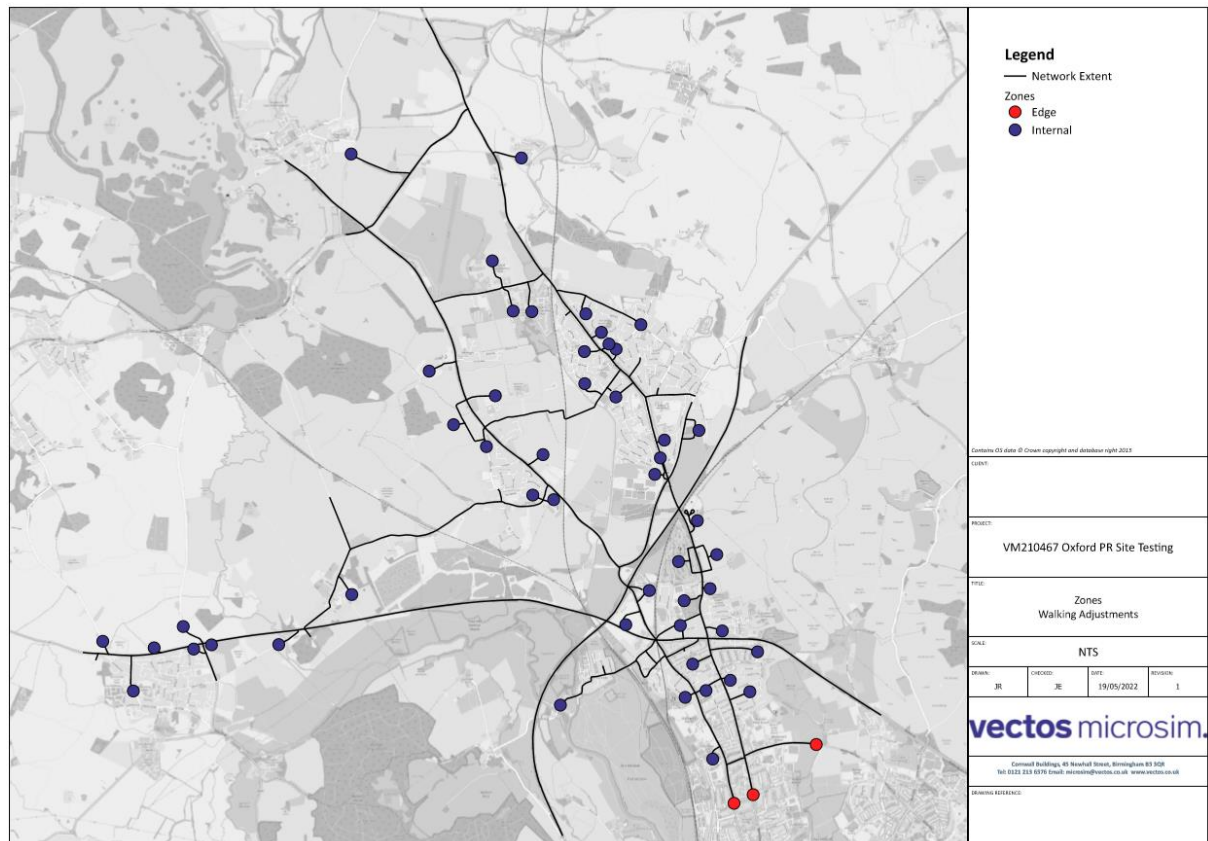 Legend
Network Extent
Zones
Edge
Internal
Contains OS data © Crown copyright and database right 2013
CLIENT:
PROJECT:
VM210467 Oxford PR Site Testing
TITLE:
Zones
Walking Adjustments
SCALE:
NTS
DRAWN:
CHECKED:
DATE:
REVISION:
JR
JE
19/05/2022
1
vectos microsim.
Cornwall Buildings, 45 Newhall Street, Birmingham B3 3QR
Tel: 0121 213 6376 Email: microsim@vectos.co.uk www.vectos.co.uk
DRAWING REFERENCE: